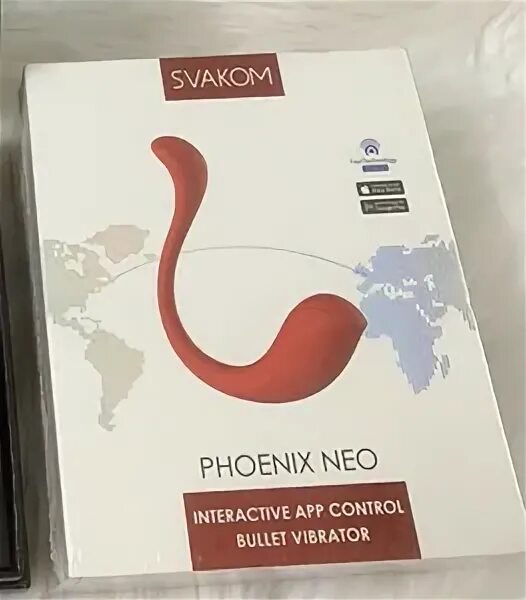 SVAKOM
PHOENIX NEO
INTERACTIVE APP CONTROL
BULLET VIBRATOR